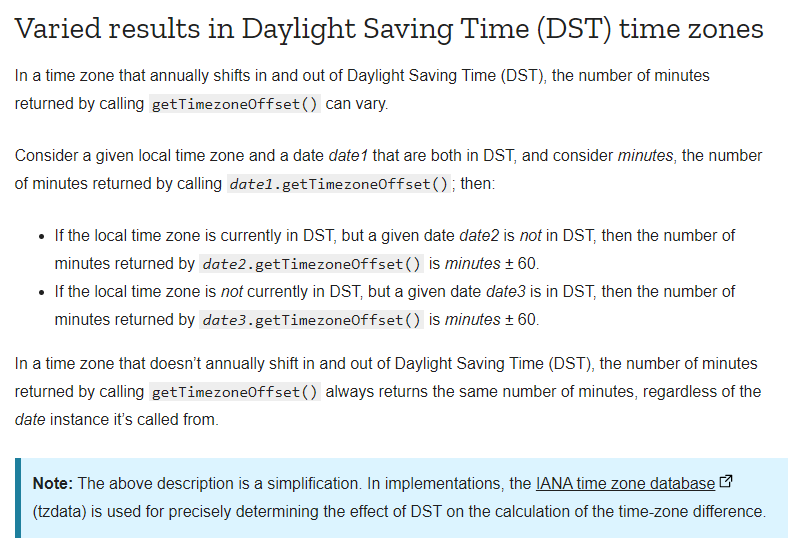 Varied results in Daylight Saving Time (DST) time zones
In a time zone that annually shifts in and out of Daylight Saving Time (DST), the number of minutes
returned by calling getTimezoneOffset() can vary.
Consider a given local time zone and a date date1 that are both in DST, and consider minutes, the number
of minutes returned by calling date1.getTimezoneOffset(); then:
• If the local time zone is currently in DST, but a given date date2 is not in DST, then the number of
minutes returned by date2.getTimezoneOffset() is minutes ± 60.
• If the local time zone is not currently in DST, but a given date date3 is in DST, then the number of
minutes returned by date3.getTimezoneOffset() is minutes ± 60.
In a time zone that doesn’t annually shift in and out of Daylight Saving Time (DST), the number of minutes
returned by calling getTimezoneOffset() always returns the same number of minutes, regardless of the
date instance it’s called from.
Note: The above description is a simplification. In implementations, the IANA time zone database
(tzdata) is used for precisely determining the effect of DST on the calculation of the time-zone difference.